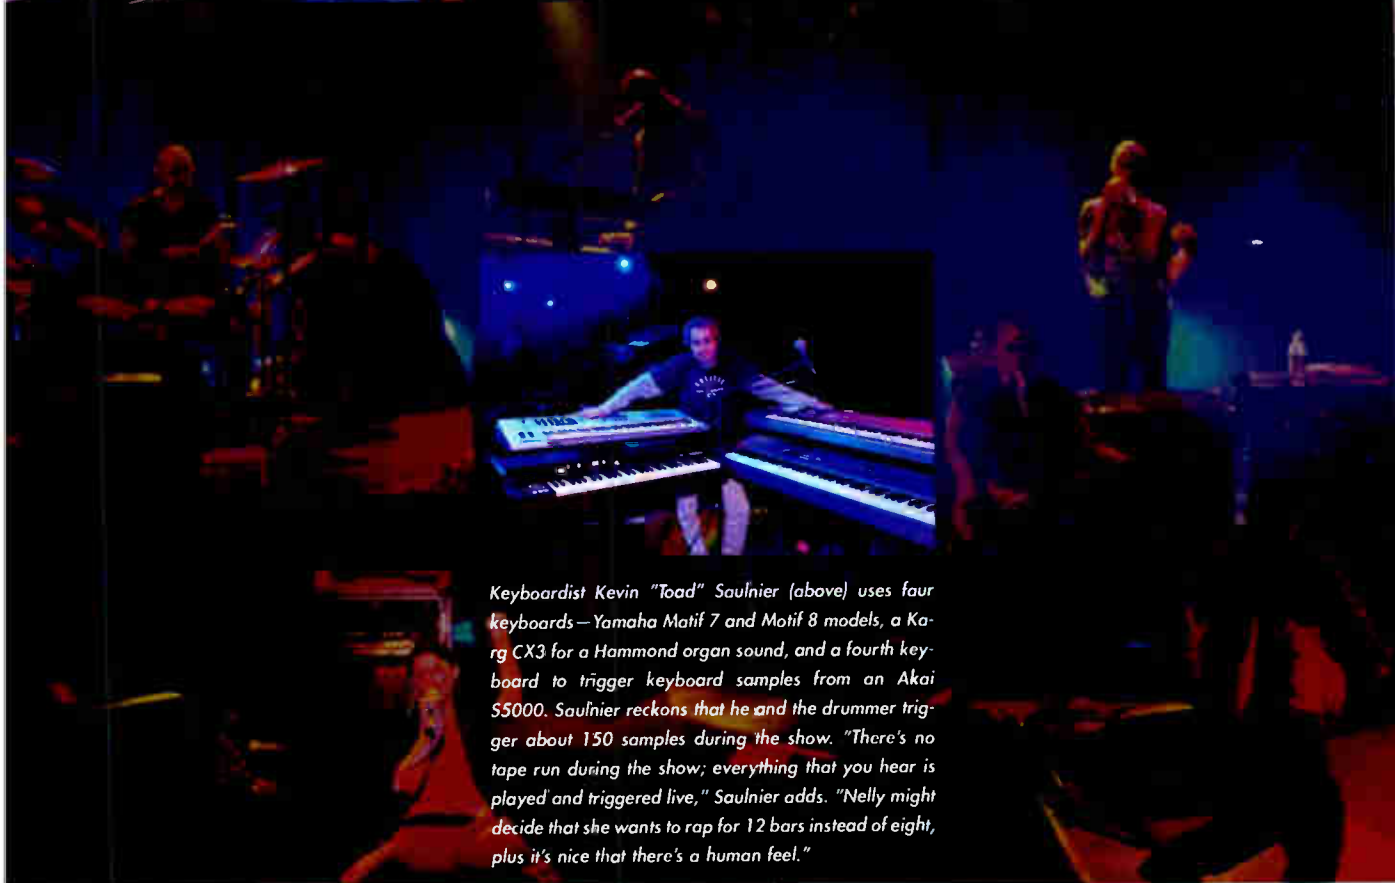 Keyboardist Kevin "Toad" Saulnier (above) uses four
keyboards—Yamaha Motif 7 and Motif 8 models, a Ko-
rg CX3 for a Hammond organ sound, and a fourth key-
board to trigger keyboard samples from an Akai
S5000. Saulnier reckons that he and the drummer trig-
ger about 150 samples during the show. "There's no
tape run during the show; everything that you hear is
played and triggered live," Saulnier adds. "Nelly might
decide that she wants to rap for 12 bars instead of eight,
plus it's nice that there's a human feel."